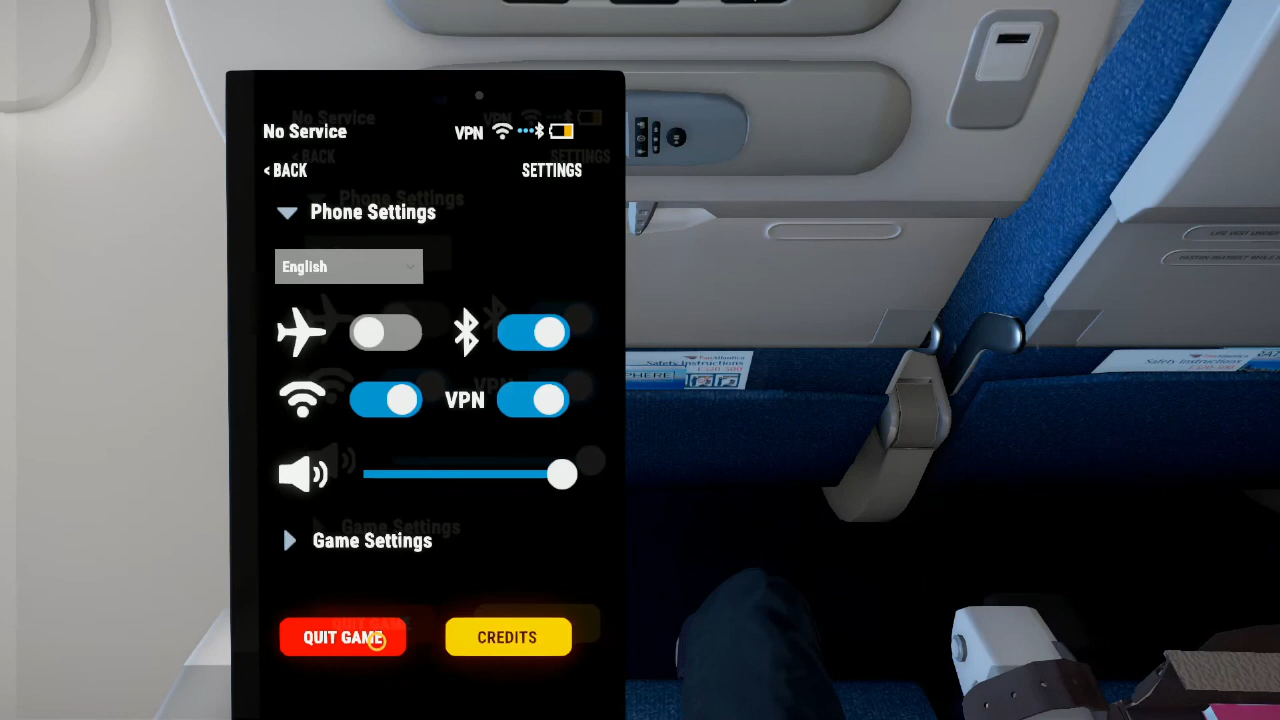 No Service VPN
< BACK SETTINGS
Phone Settings
English
VPN
Game Settings
QUIT GAME CREDITS
Safety Instructions
Safety Instructions